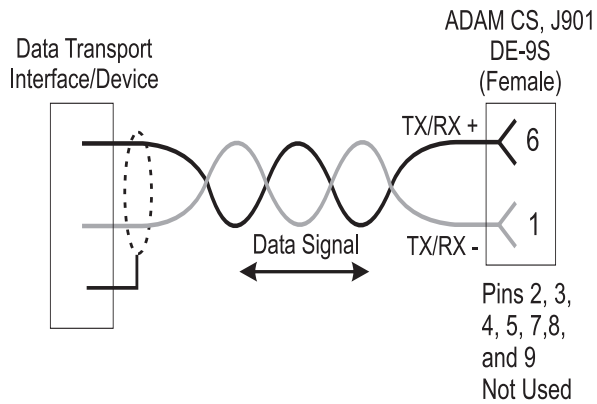 ADAM CS, J901
DE-9S
(Female)
Data Transport
Interface/Device
TX/RX +
6
TX/RX -
1
Data Signal
Pins 2, 3,
4, 5, 7,8,
and 9
Not Used